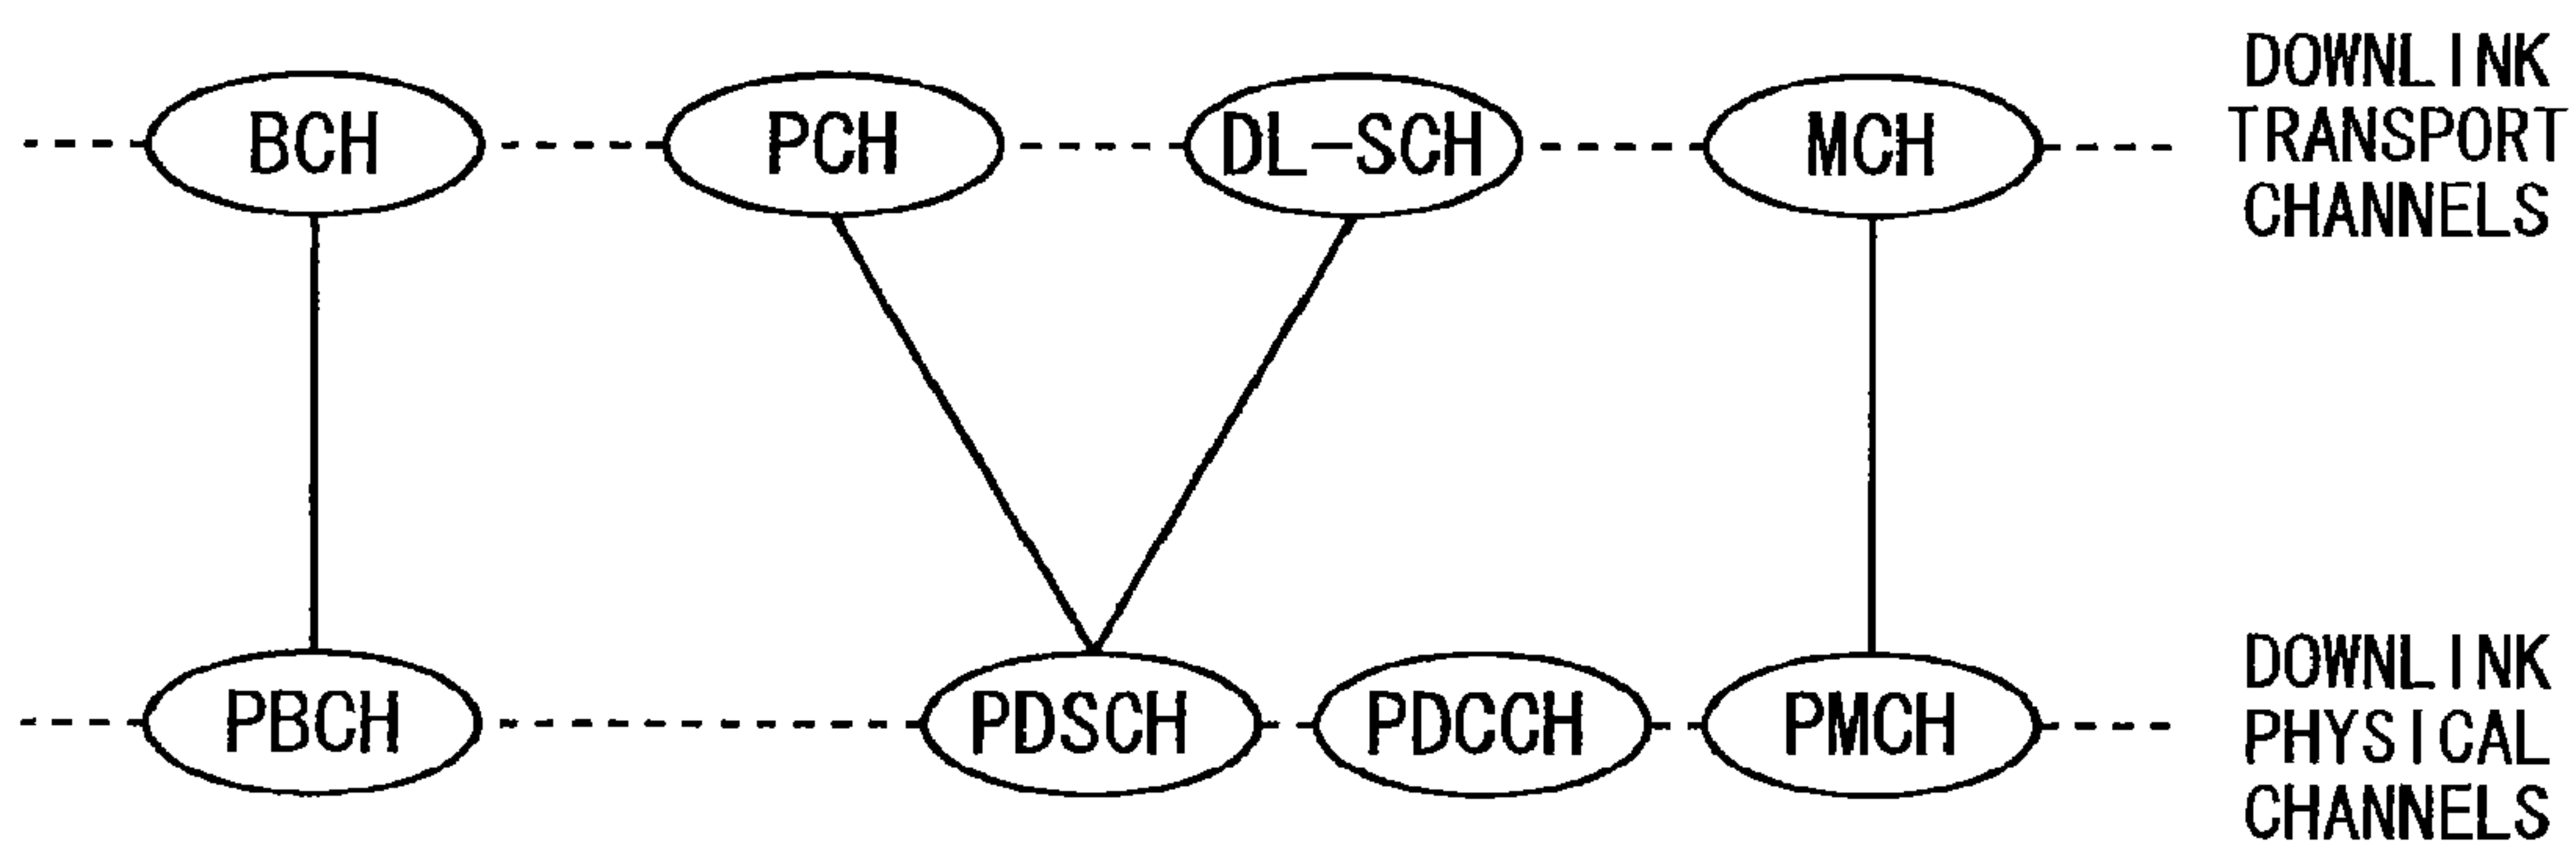 BCH
PCH
DL-SCH
MCH
DOWNLINK
TRANSPORT
CHANNELS
PBCH
PDSCH
PDCCH
PMCH
DOWNLINK
PHYSICAL
CHANNELS